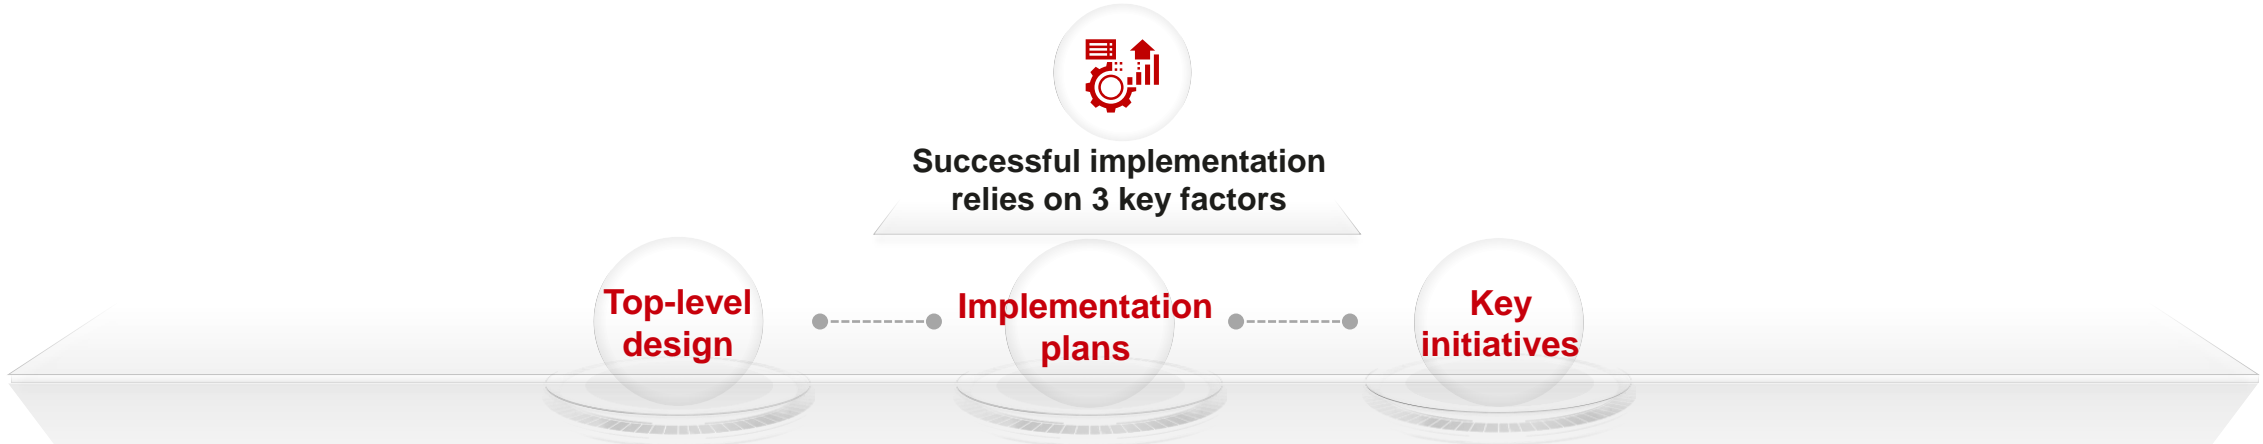 Successful implementation
relies on 3 key factors
Top-level
design
Implementation
plans
Key
initiatives